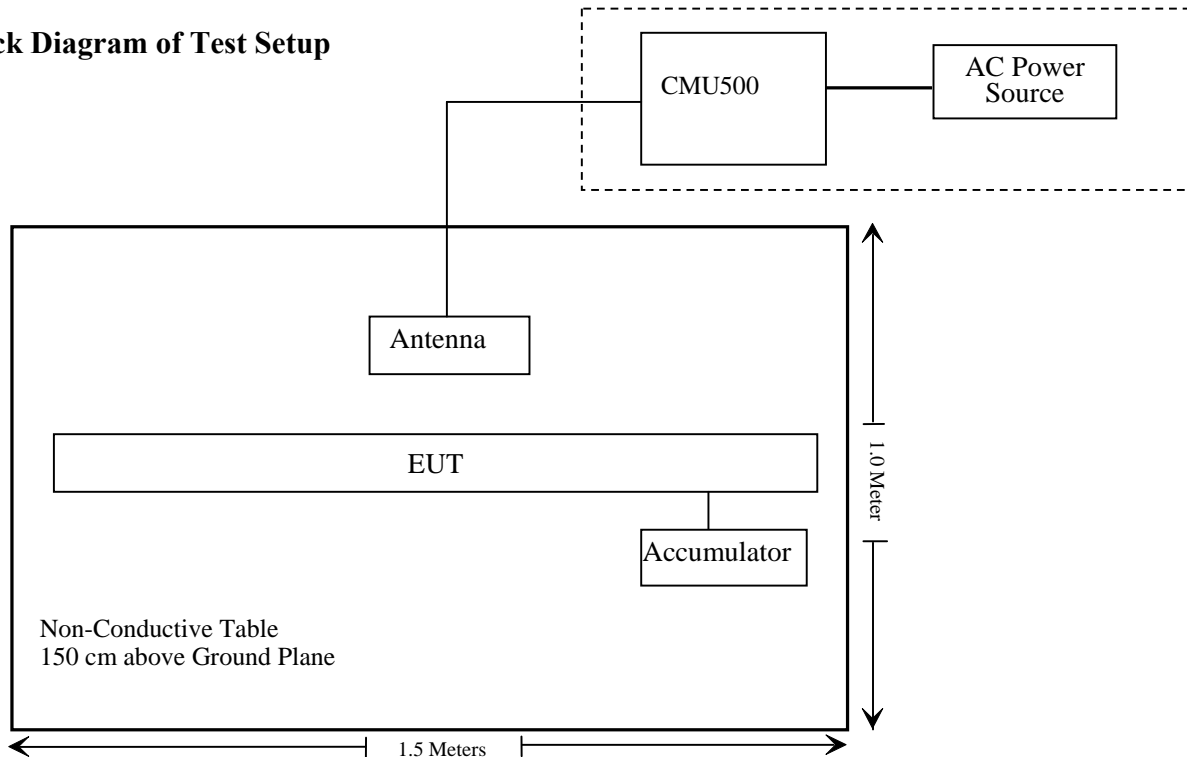 ck Diagram of Test Setup
CMU500
AC Power
Source
Antenna
EUT
Accumulator
1.0 Meter
Non-Conductive Table
150 cm above Ground Plane
1.5 Meters